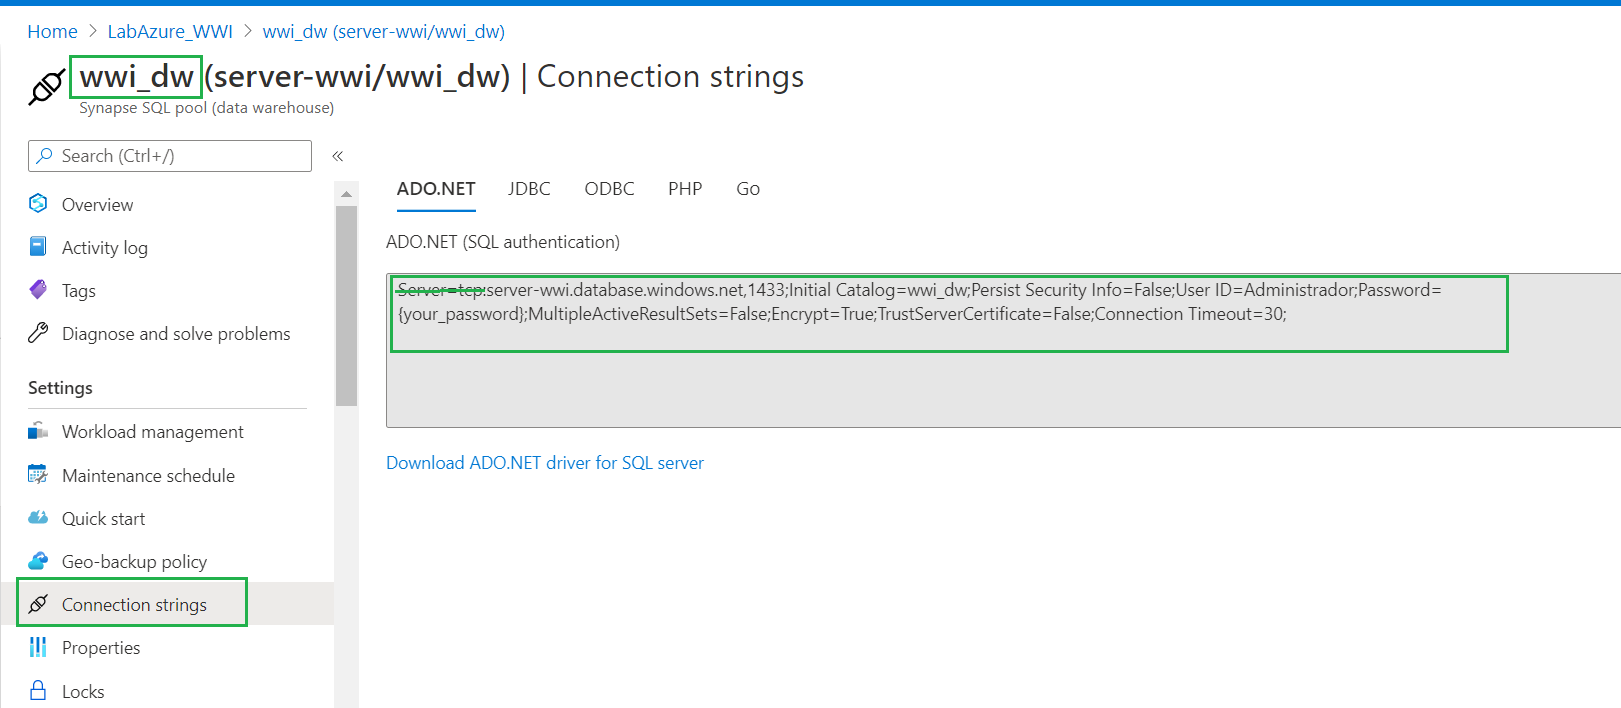 Home > LabAzure_WWI > wwi_dw (server-wwi/wwi_dw)
wwi_dw (server-wwi/wwi_dw) | Connection strings
Synapse SQL pool (data warehouse)
Search (Ctrl+/)
«
Overview
Activity log
Tags
Diagnose and solve problems
Settings
Workload management
Maintenance schedule
Quick start
Geo-backup policy
Connection strings
Properties
Locks
ADO.NET JDBC ODBC PHP Go
ADO.NET (SQL authentication)
Server=tcp:server-wwi.database.windows.net,1433;Initial Catalog=wwi_dw;Persist Security Info=False;User ID=Administrador;Password=
{your_password};MultipleActiveResultSets=False;Encrypt=True;TrustServerCertificate=False;Connection Timeout=30;
Download ADO.NET driver for SQL server